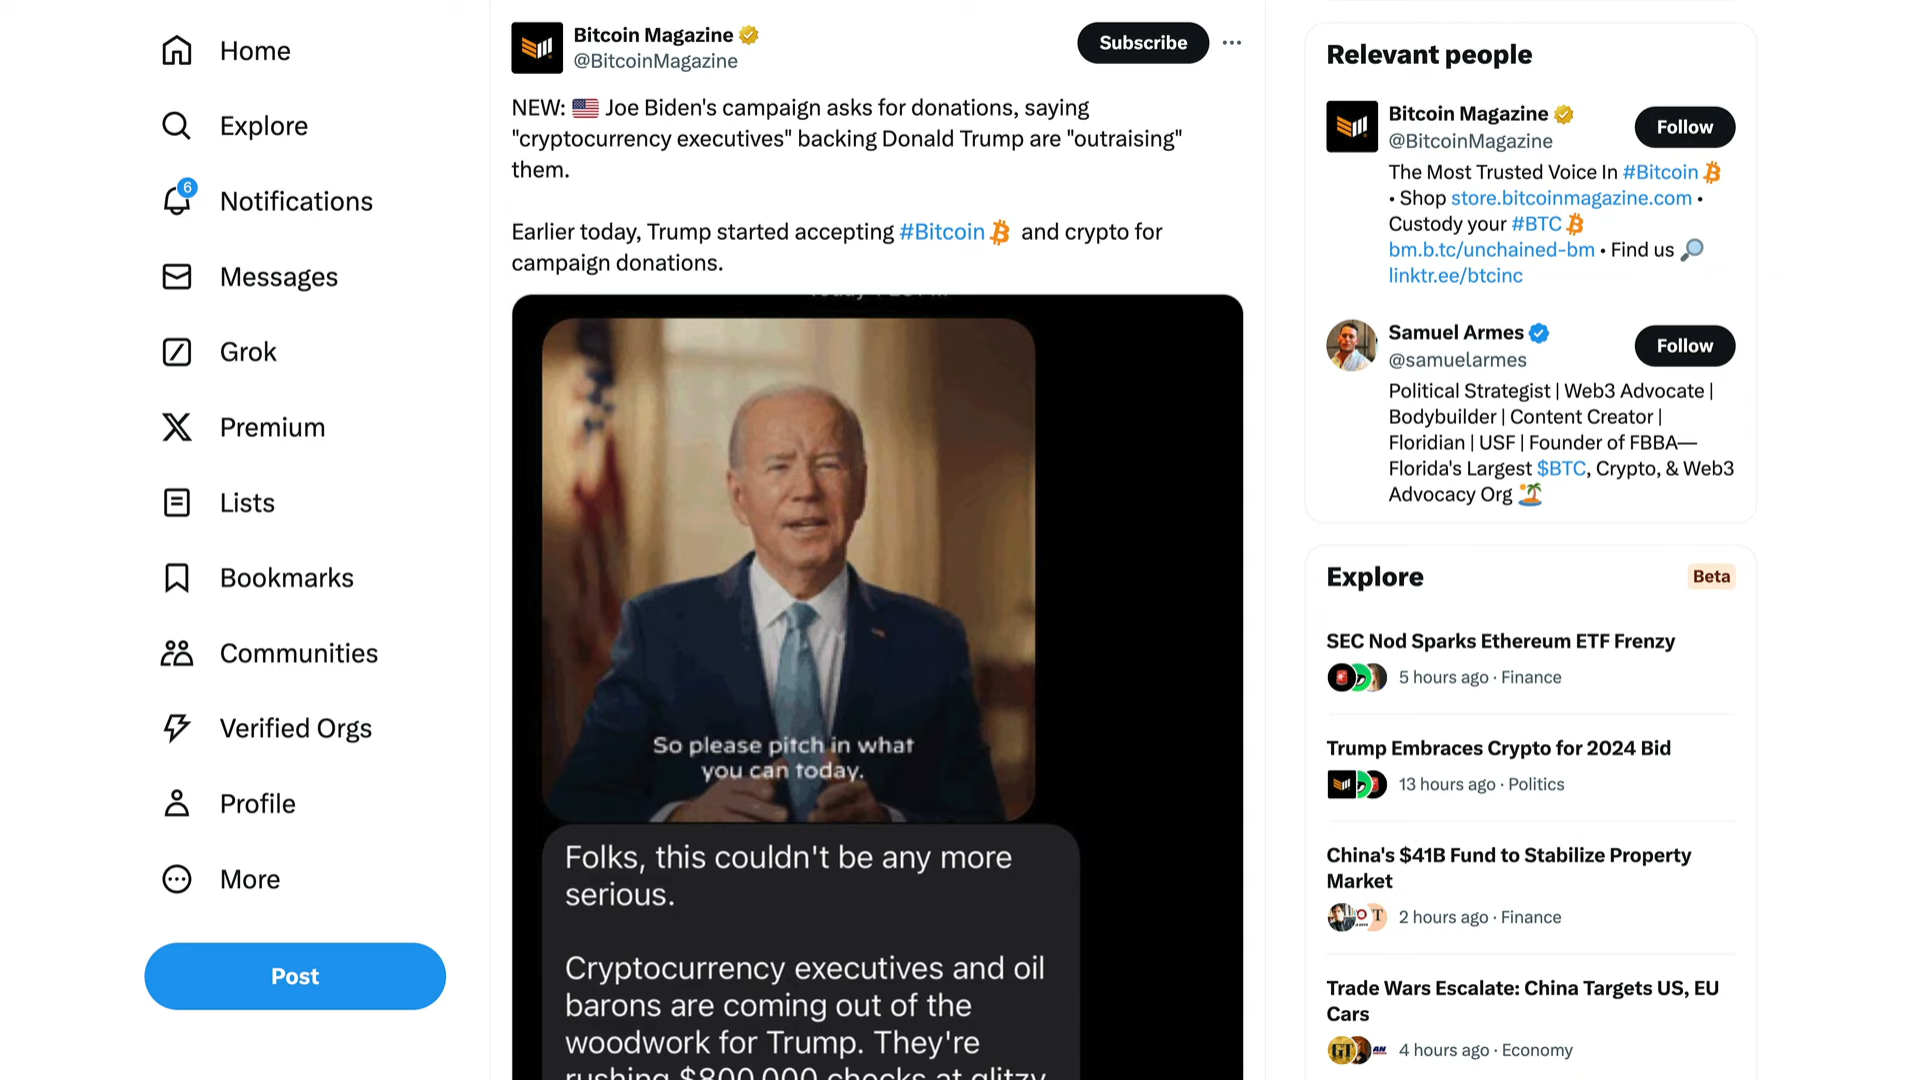 Home
Explore
6
Notifications
Messages
Grok
Premium
Lists
Bookmarks
Communities
Verified Orgs
Profile
More
Post
Bitcoin Magazine
@BitcoinMagazine
Subscribe
NEW: 🇺🇸 Joe Biden's campaign asks for donations, saying
"cryptocurrency executives" backing Donald Trump are "outraising"
them.
Earlier today, Trump started accepting #Bitcoin and crypto for
campaign donations.
So please pitch in what
you can today.
Folks, this couldn't be any more
serious.
Cryptocurrency executives and oil
barons are coming out of the
woodwork for Trump. They're
rushing $800,000 checks at glitzy
Relevant people
Bitcoin Magazine
@BitcoinMagazine
Follow
The Most Trusted Voice In #Bitcoin
• Shop store.bitcoinmagazine.com •
Custody your #BTC
bm.b.tc/unchained-bm • Find us 🔎
linktr.ee/btcinc
Samuel Armes
@samuelarmes
Follow
Political Strategist | Web3 Advocate |
Bodybuilder | Content Creator |
Floridian | USF | Founder of FBBA—
Florida's Largest $BTC, Crypto, & Web3
Advocacy Org 🏝️
Explore
Beta
SEC Nod Sparks Ethereum ETF Frenzy
5 hours ago · Finance
Trump Embraces Crypto for 2024 Bid
13 hours ago · Politics
China's $41B Fund to Stabilize Property
Market
2 hours ago · Finance
Trade Wars Escalate: China Targets US, EU
Cars
4 hours ago · Economy